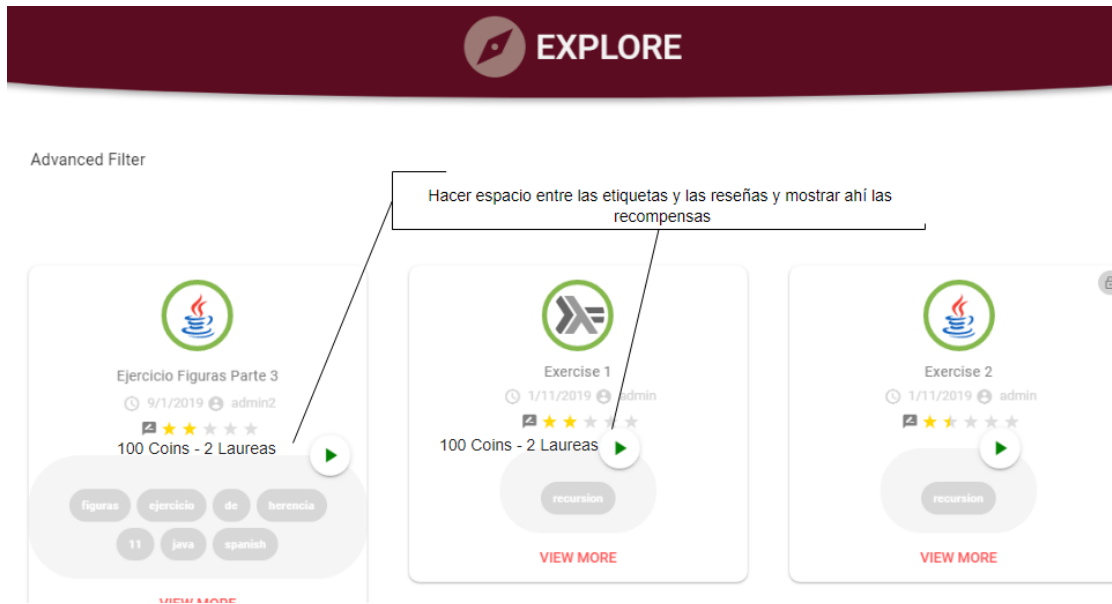 EXPLORE
Advanced Filter
Hacer espacio entre las etiquetas y las reseñas y mostrar ahí las
recompensas
Ejercicio Figuras Parte 3
9/1/2019 admin2
100 Coins - 2 Laureas
figuras ejercicio de herencia
11 java spanish
VIEW MORE
Exercise 1
1/11/2019 admin
100 Coins - 2 Laureas
recursion
VIEW MORE
Exercise 2
1/11/2019 admin
recursion
VIEW MORE